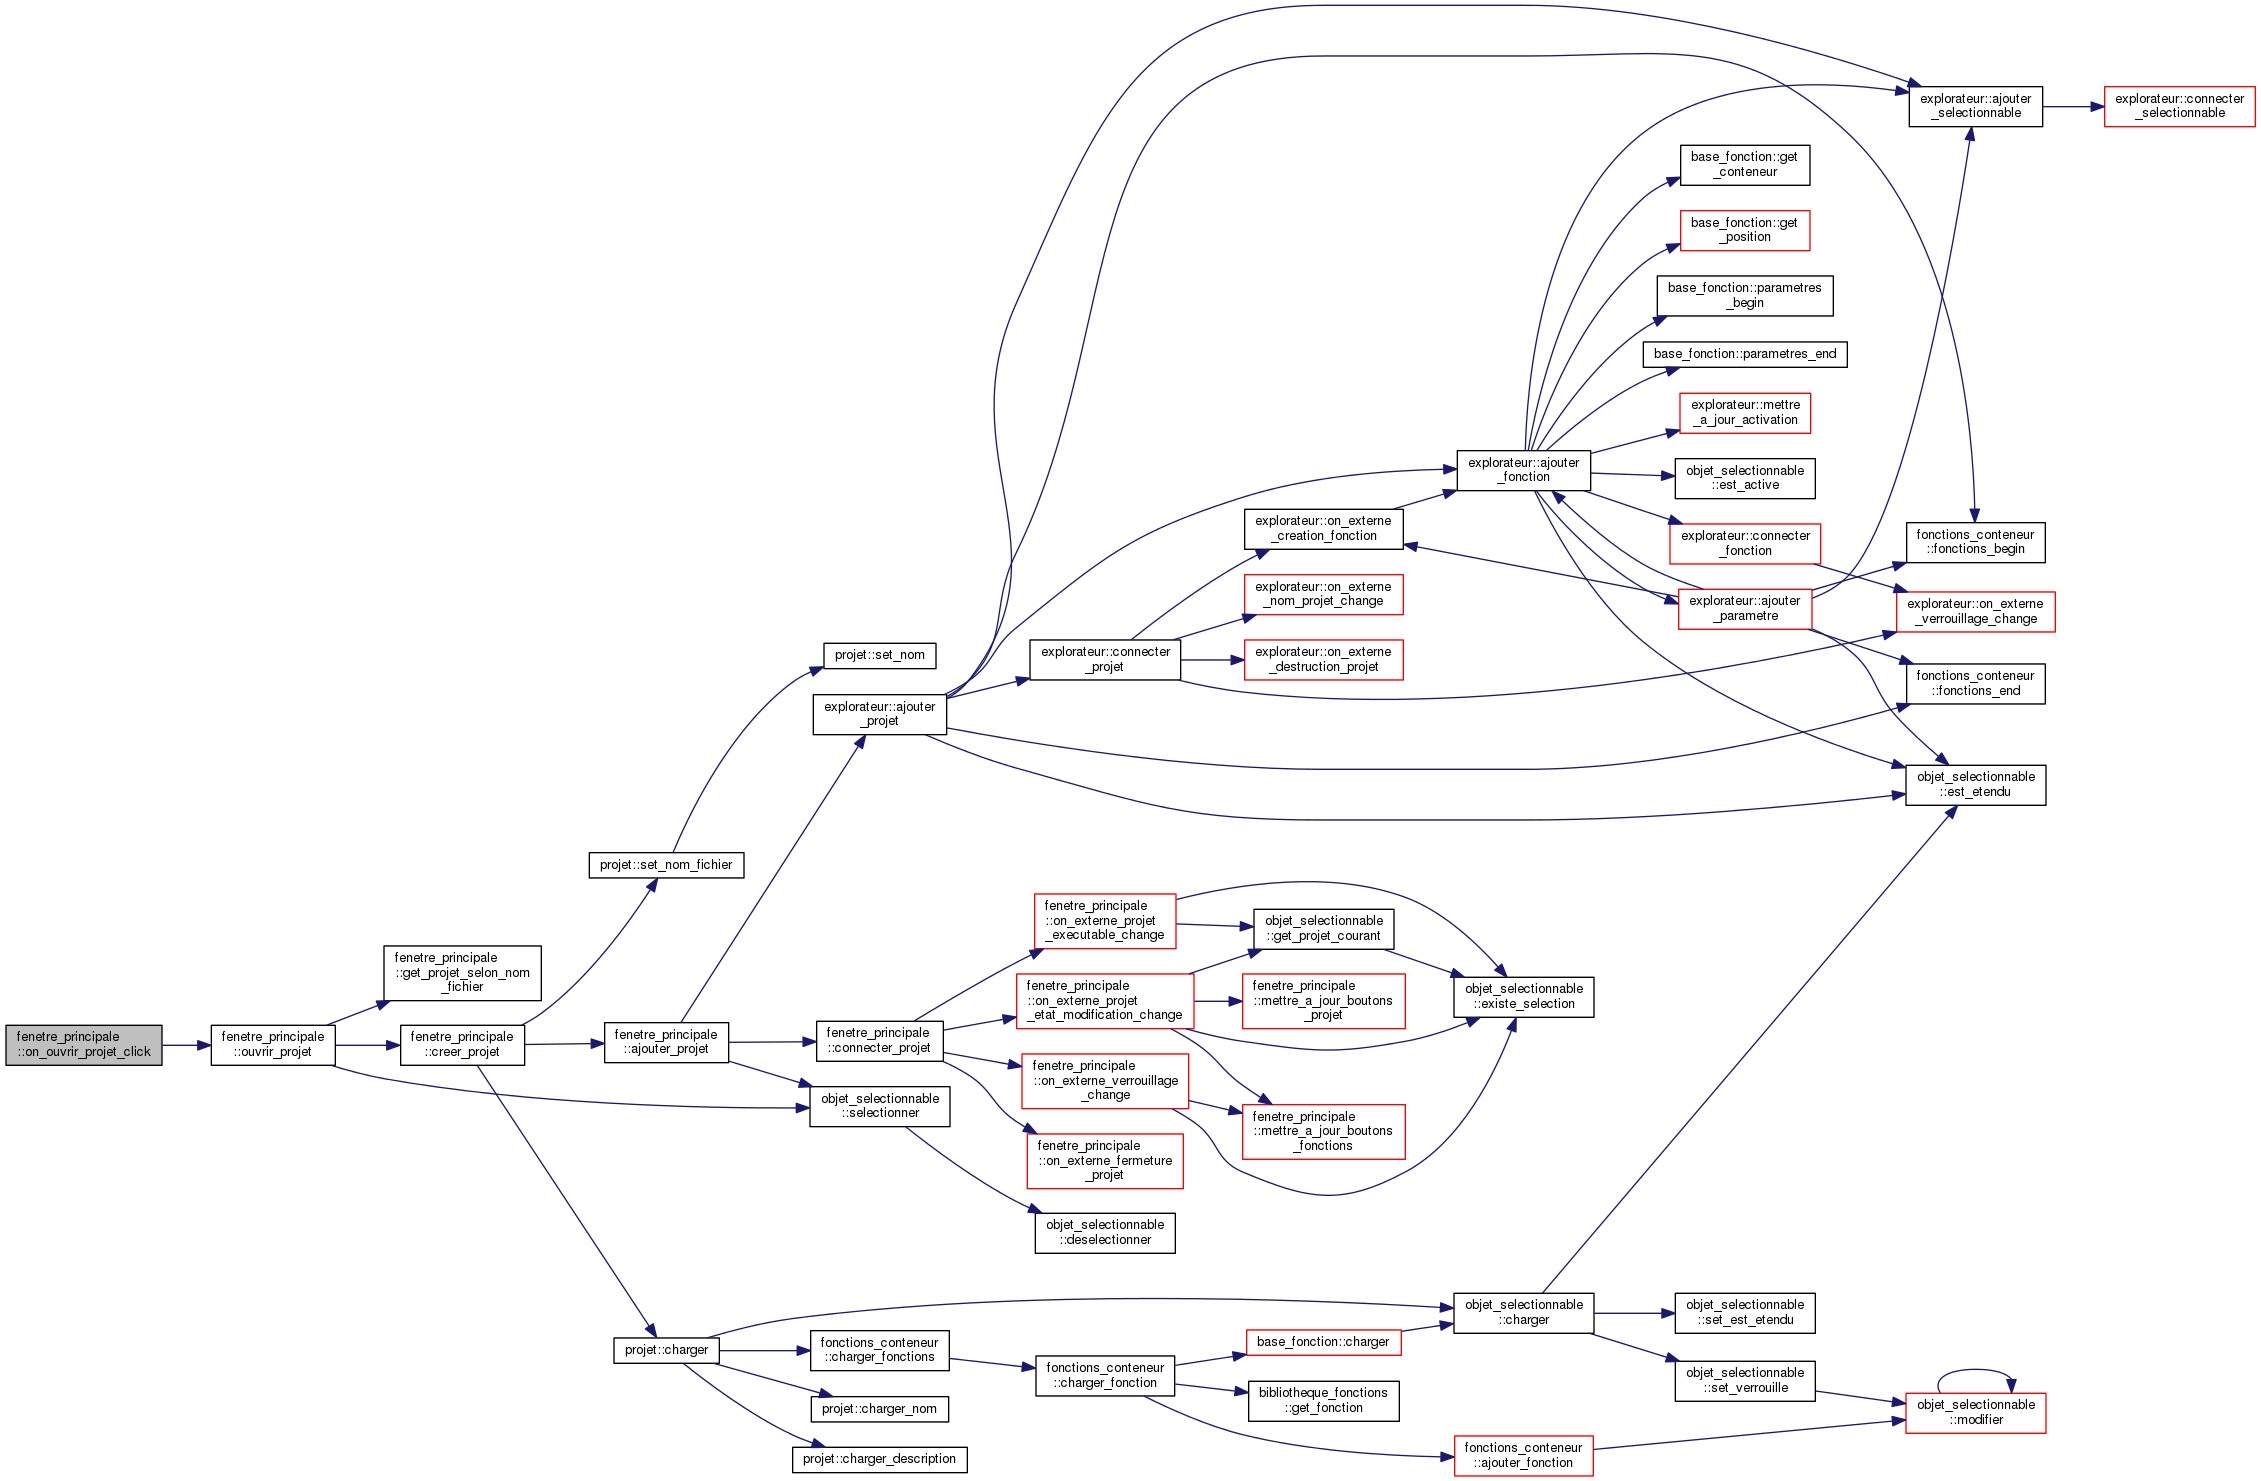 fenetre_principale
::on_ouvrir_projet_click
fenetre_principale
::ouvrir_projet
fenetre_principale
::get_projet_selon_nom
_fichier
fenetre_principale
::creer_projet
projet::set_nom_fichier
fenetre_principale
::ajouter_projet
projet::charger
projet::set_nom
explorateur::ajouter
_projet
fenetre_principale
::connecter_projet
objet_selectionnable
::selectionner
fonctions_conteneur
::charger_fonctions
projet::charger_nom
projet::charger_description
explorateur::connecter
_projet
fenetre_principale
::on_externe_projet
_executable_change
fenetre_principale
::on_externe_projet
_etat_modification_change
fenetre_principale
::on_externe_verrouillage
_change
fenetre_principale
::on_externe_fermeture
_projet
objet_selectionnable
::deselectionner
fonctions_conteneur
::charger_fonction
explorateur::on_externe
_creation_fonction
explorateur::on_externe
_nom_projet_change
explorateur::on_externe
_destruction_projet
objet_selectionnable
::get_projet_courant
fenetre_principale
::mettre_a_jour_boutons
_projet
fenetre_principale
::mettre_a_jour_boutons
_fonctions
base_fonction::charger
bibliotheque_fonctions
::get_fonction
explorateur::ajouter
_fonction
objet_selectionnable
::existe_selection
objet_selectionnable
::charger
fonctions_conteneur
::ajouter_fonction
base_fonction::get
_conteneur
base_fonction::get
_position
base_fonction::parametres
_begin
base_fonction::parametres_end
explorateur::mettre
_a_jour_activation
objet_selectionnable
::est_active
explorateur::connecter
_fonction
explorateur::ajouter
_parametre
objet_selectionnable
::set_est_etendu
objet_selectionnable
::set_verrouille
explorateur::ajouter
_selectionnable
fonctions_conteneur
::fonctions_begin
explorateur::on_externe
_verrouillage_change
fonctions_conteneur
::fonctions_end
objet_selectionnable
::est_etendu
objet_selectionnable
::modifier
explorateur::connecter
_selectionnable